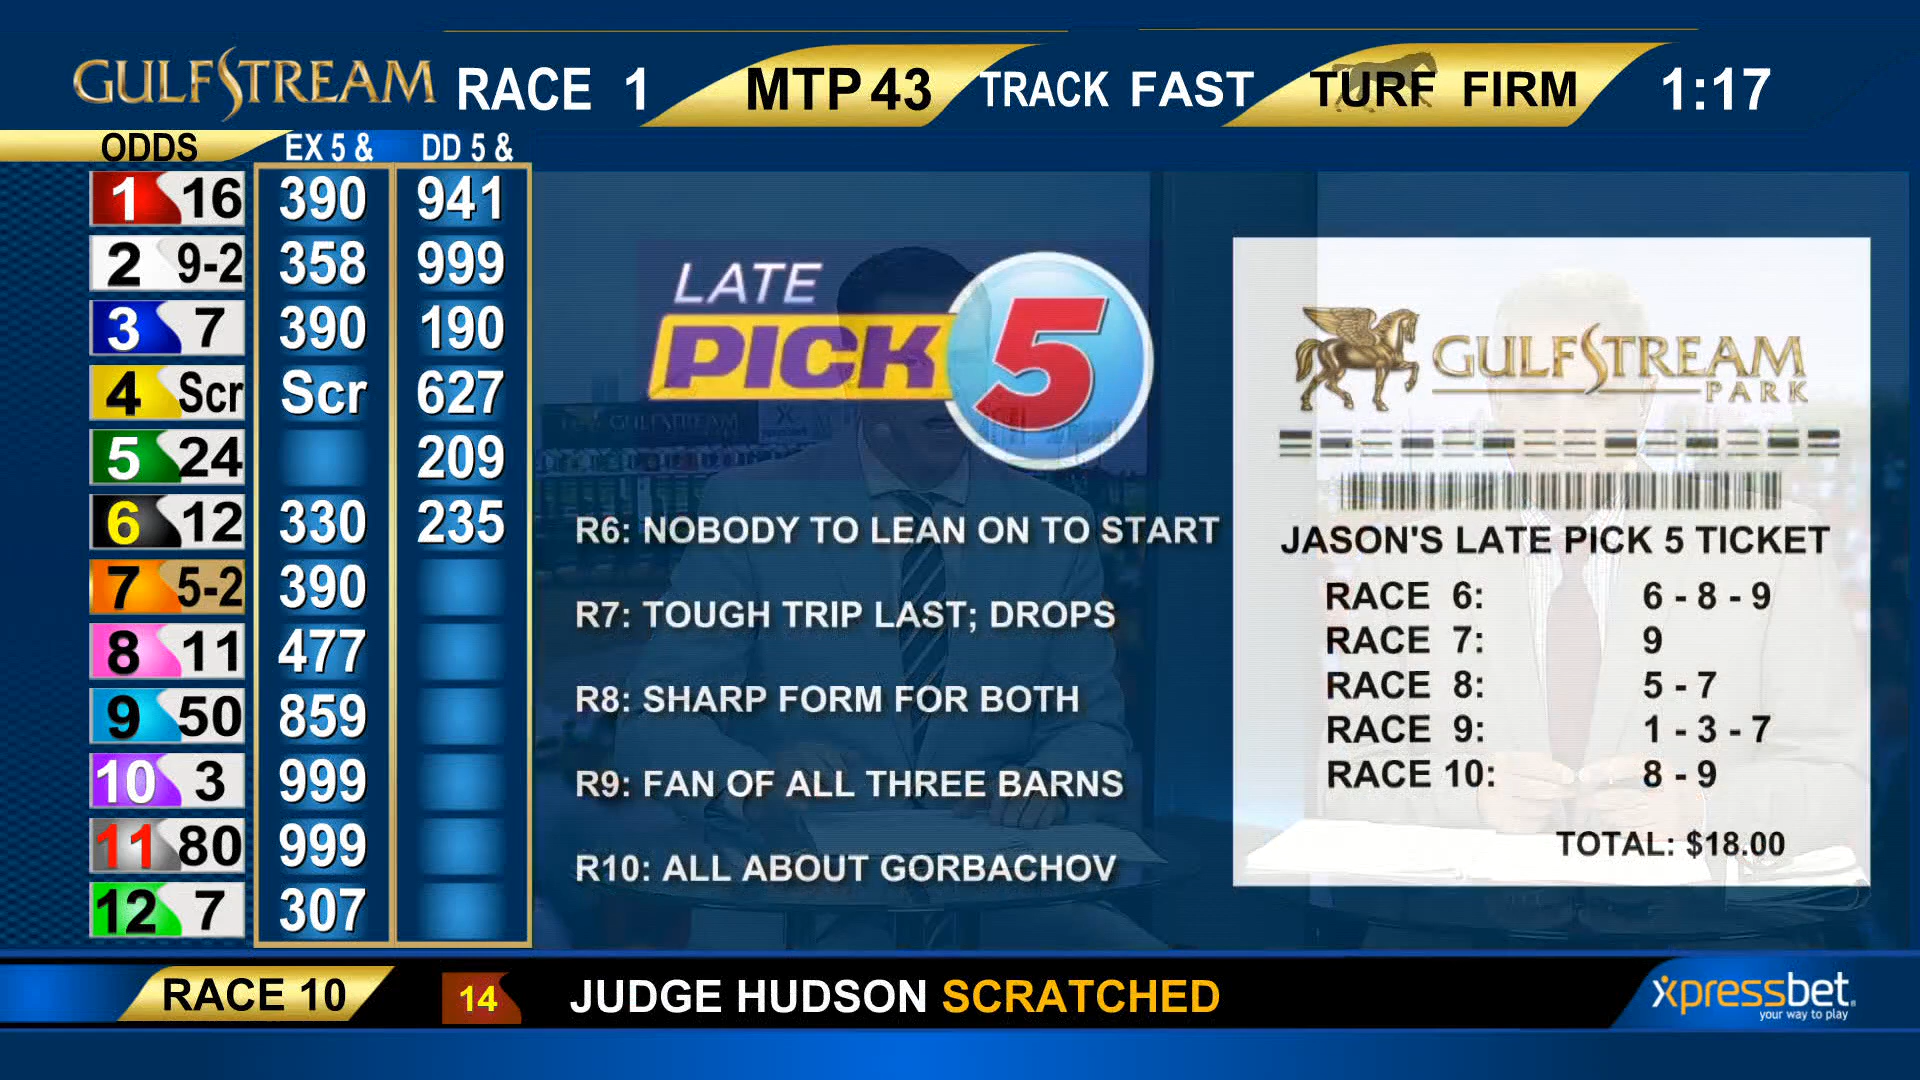 GULFSTREAM RACE 1 MTP 43 TRACK FAST TURF FIRM 1:17
ODDS EX 5 & DD 5 &
1 16 390 941
2 9-2 358 999
3 7 390 190
4 Scr Scr 627
5 24 209
6 12 330 235
7 5-2 390
8 11 477
9 50 859
10 3 999
11 80 999
12 7 307
LATE
PICK 5
R6: NOBODY TO LEAN ON TO START
R7: TOUGH TRIP LAST; DROPS
R8: SHARP FORM FOR BOTH
R9: FAN OF ALL THREE BARNS
R10: ALL ABOUT GORBACHOV
GULFSTREAM
PARK
JASON'S LATE PICK 5 TICKET
RACE 6: 6 - 8 - 9
RACE 7: 9
RACE 8: 5 - 7
RACE 9: 1 - 3 - 7
RACE 10: 8 - 9
TOTAL: $18.00
RACE 10 14 JUDGE HUDSON SCRATCHED
xpressbet
your way to play